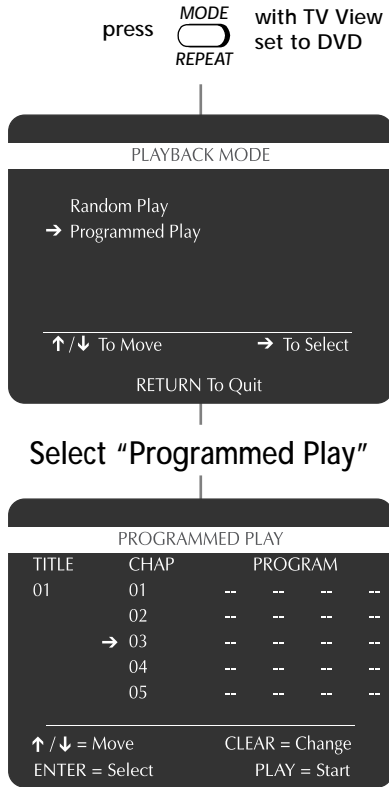 press MODE with TV View
REPEAT set to DVD
PLAYBACK MODE
Random Play
➔ Programmed Play
↑/↓ To Move ➔ To Select
RETURN To Quit
Select “Programmed Play”
PROGRAMMED PLAY
TITLE CHAP PROGRAM
01 01 -- -- -- --
02 -- -- -- --
➔ 03 -- -- -- --
04 -- -- -- --
05 -- -- -- --
↑/↓ = Move CLEAR = Change
ENTER = Select PLAY = Start